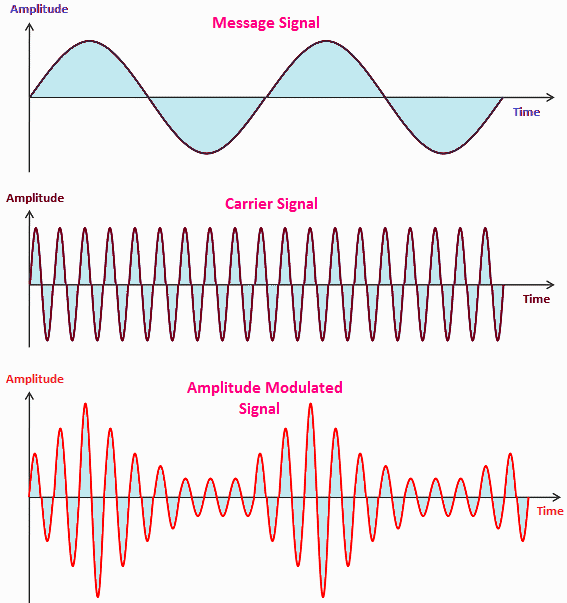 Amplitude
Message Signal
Time
Amplitude
Carrier Signal
Time
Amplitude
Amplitude Modulated
Signal
Time